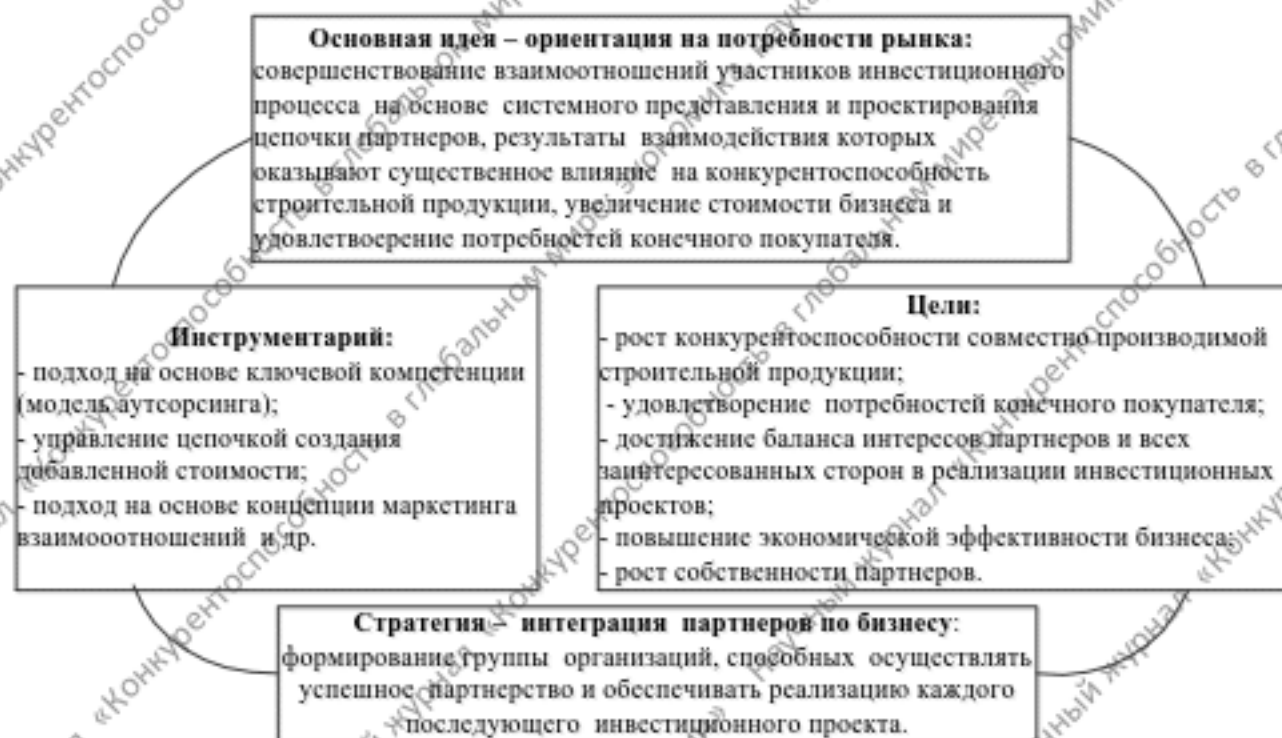 Основная идея – ориентация на потребности рынка:
совершенствование взаимоотношений участников инвестиционного
процесса на основе системного представления и проектирования
цепочки партнеров, результаты взаимодействия которых
оказывают существенное влияние на конкурентоспособность
строительной продукции, увеличение стоимости бизнеса и
удовлетвоерение потребностей конечного покупателя.
Инструментарий:
- подход на основе ключевой компетенции
(модель аутсорсинга);
- управление цепочкой создания
добавленной стоимости;
- подход на основе концепции маркетинга
взаимооотношений и др.
Цели:
- рост конкурентоспособности совместно производимой
строительной продукции;
- удовлетворение потребностей конечного покупателя;
- достижение баланса интересов партнеров и всех
заинтересованных сторон в реализации инвестиционных
проектов;
- повышение экономической эффективности бизнеса;
- рост собственности партнеров.
Стратегия – интеграция партнеров по бизнесу:
формирование группы организаций, способных осуществлять
успешное партнерство и обеспечивать реализацию каждого
последующего инвестиционного проекта.